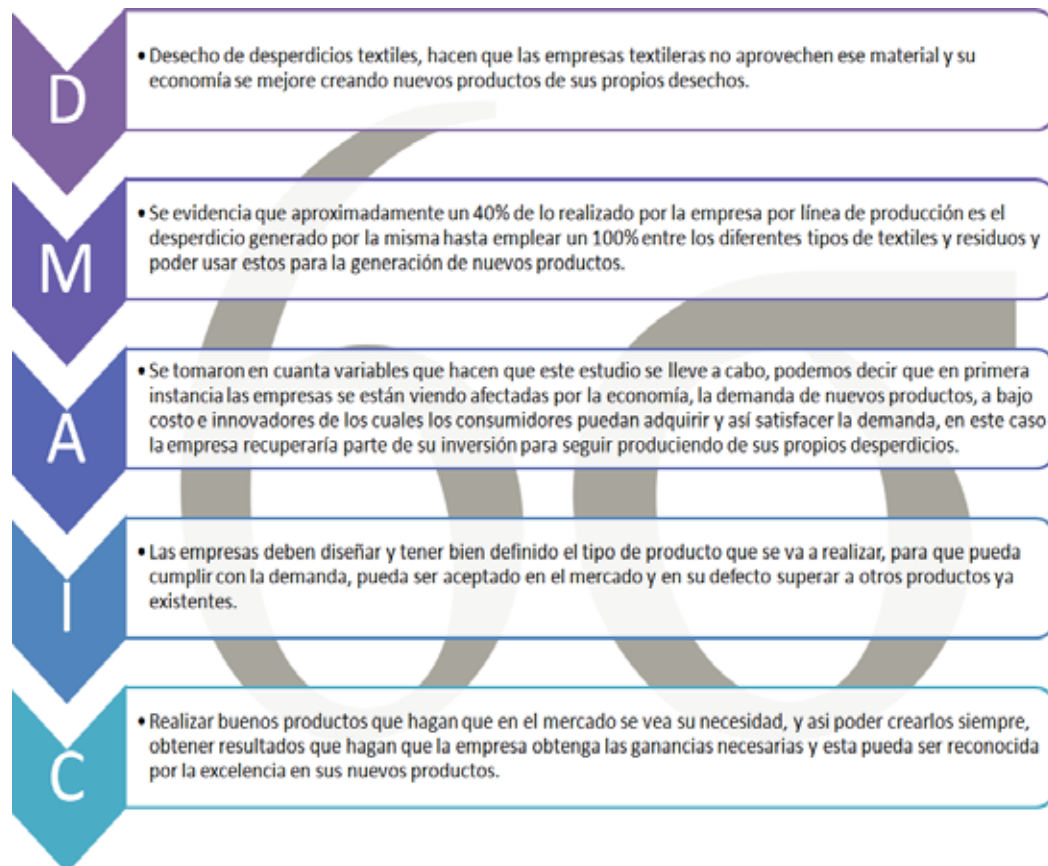 D
• Desecho de desperdicios textiles, hacen que las empresas textileras no aprovechen ese material y su
economía se mejore creando nuevos productos de sus propios desechos.
M
• Se evidencia que aproximadamente un 40% de lo realizado por la empresa por línea de producción es el
desperdicio generado por la misma hasta emplear un 100% entre los diferentes tipos de textiles y residuos y
poder usar estos para la generación de nuevos productos.
A
• Se tomaron en cuanta variables que hacen que este estudio se lleve a cabo, podemos decir que en primera
instancia las empresas se están viendo afectadas por la economía, la demanda de nuevos productos, a bajo
costo e innovadores de los cuales los consumidores puedan adquirir y así satisfacer la demanda, en este caso
la empresa recuperaría parte de su inversión para seguir produciendo de sus propios desperdicios.
I
• Las empresas deben diseñar y tener bien definido el tipo de producto que se va a realizar, para que pueda
cumplir con la demanda, pueda ser aceptado en el mercado y en su defecto superar a otros productos ya
existentes.
C
• Realizar buenos productos que hagan que en el mercado se vea su necesidad, y asi poder crearlos siempre,
obtener resultados que hagan que la empresa obtenga las ganancias necesarias y esta pueda ser reconocida
por la excelencia en sus nuevos productos.
6σ